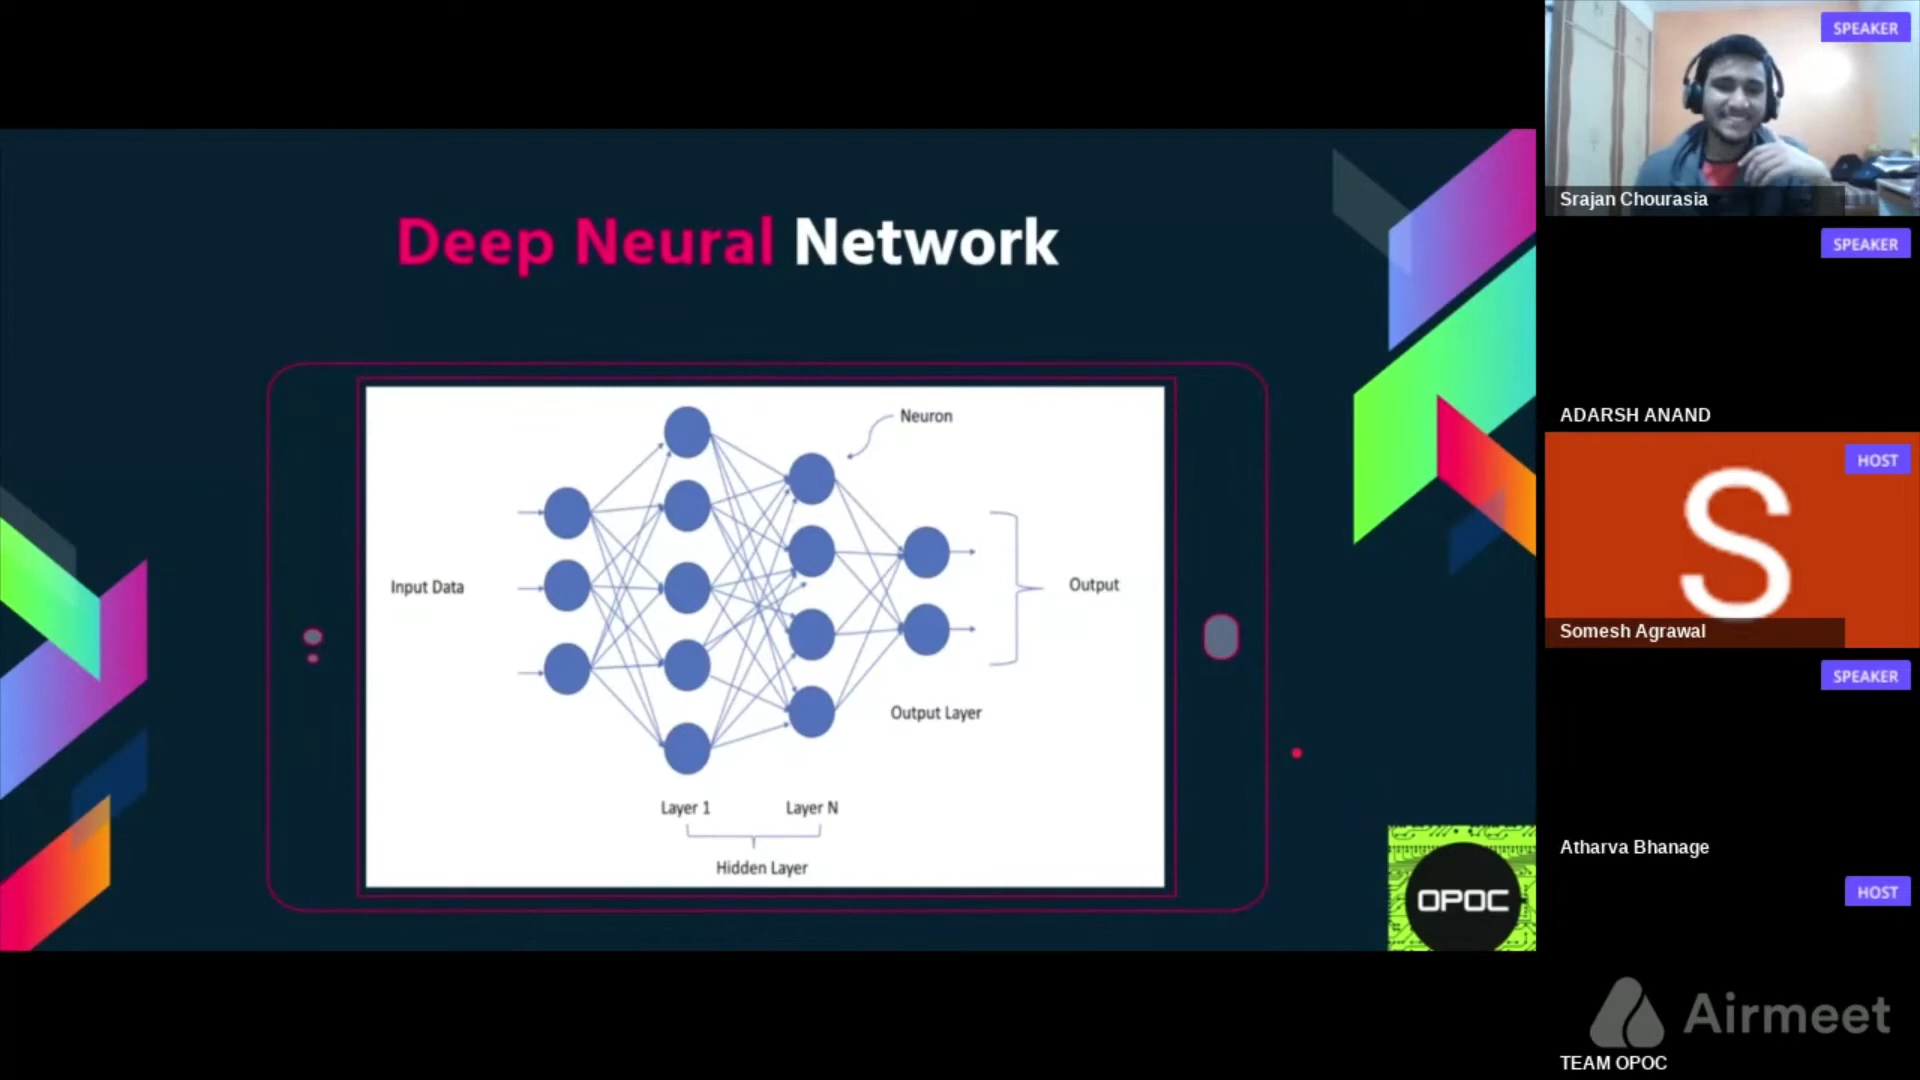 Deep Neural Network
Neuron
Input Data
Output
Output Layer
Layer 1
Layer N
Hidden Layer
OPOC
SPEAKER
Srajan Chourasia
SPEAKER
ADARSH ANAND
HOST
S
Somesh Agrawal
SPEAKER
Atharva Bhanage
HOST
Airmeet
TEAM OPOC